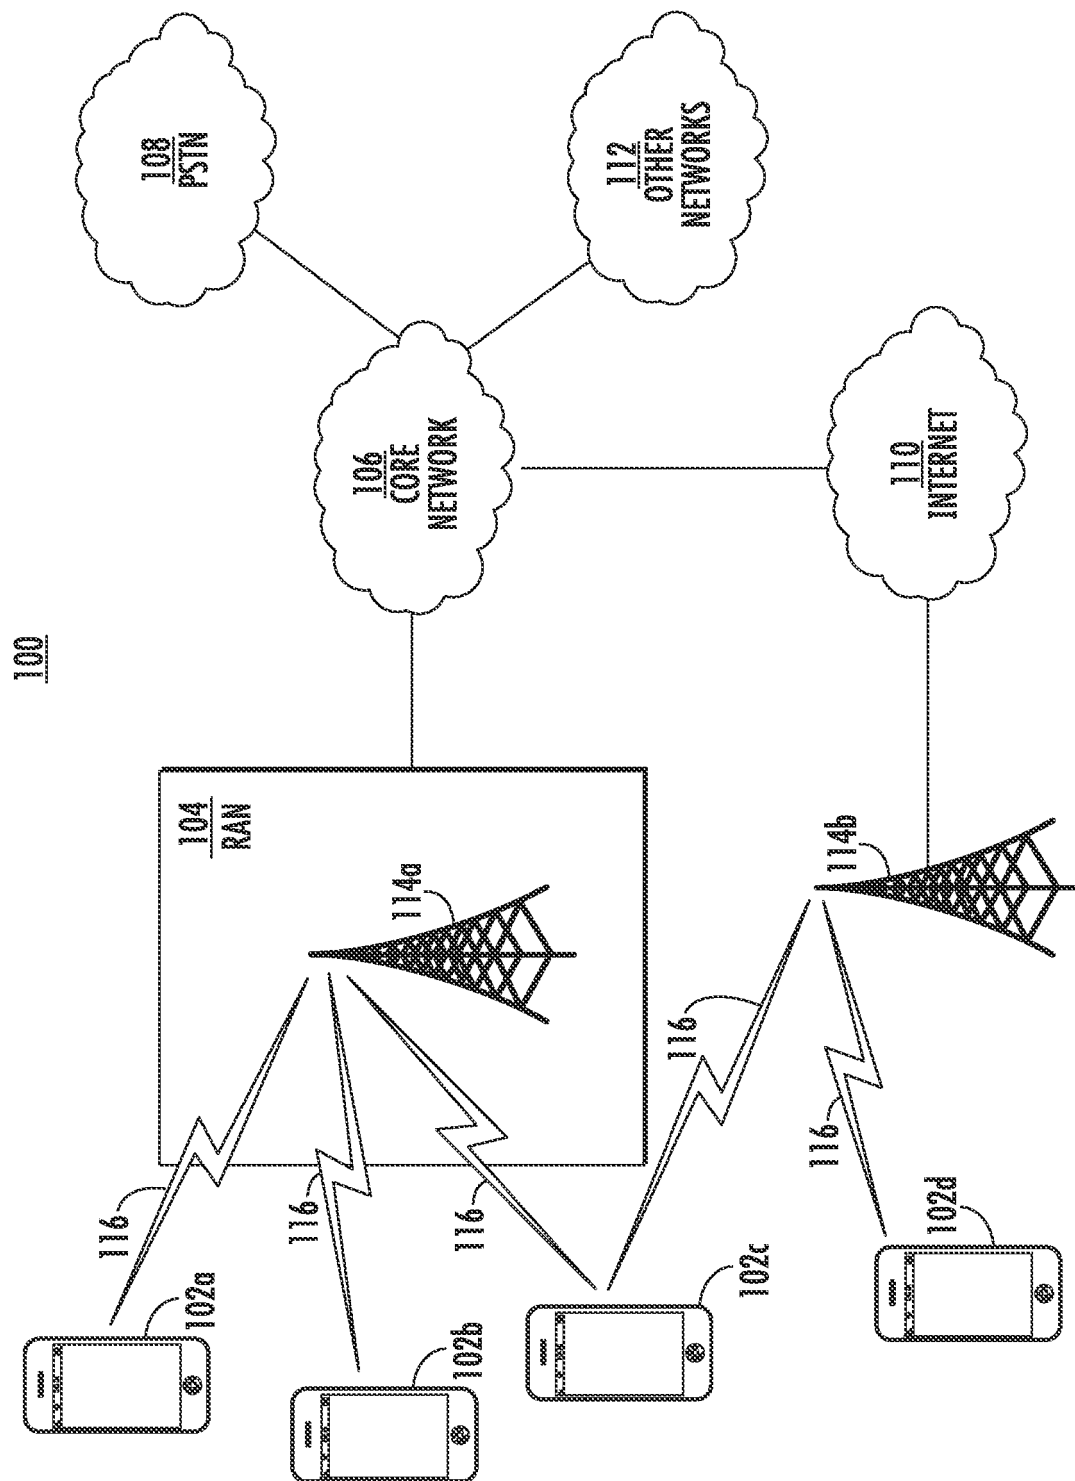 100
108
PSTN
106
CORE
NETWORK
112
OTHER
NETWORKS
110
INTERNET
104
RAN
114a
114b
116
116
116
116
116
102a
102b
102c
102d